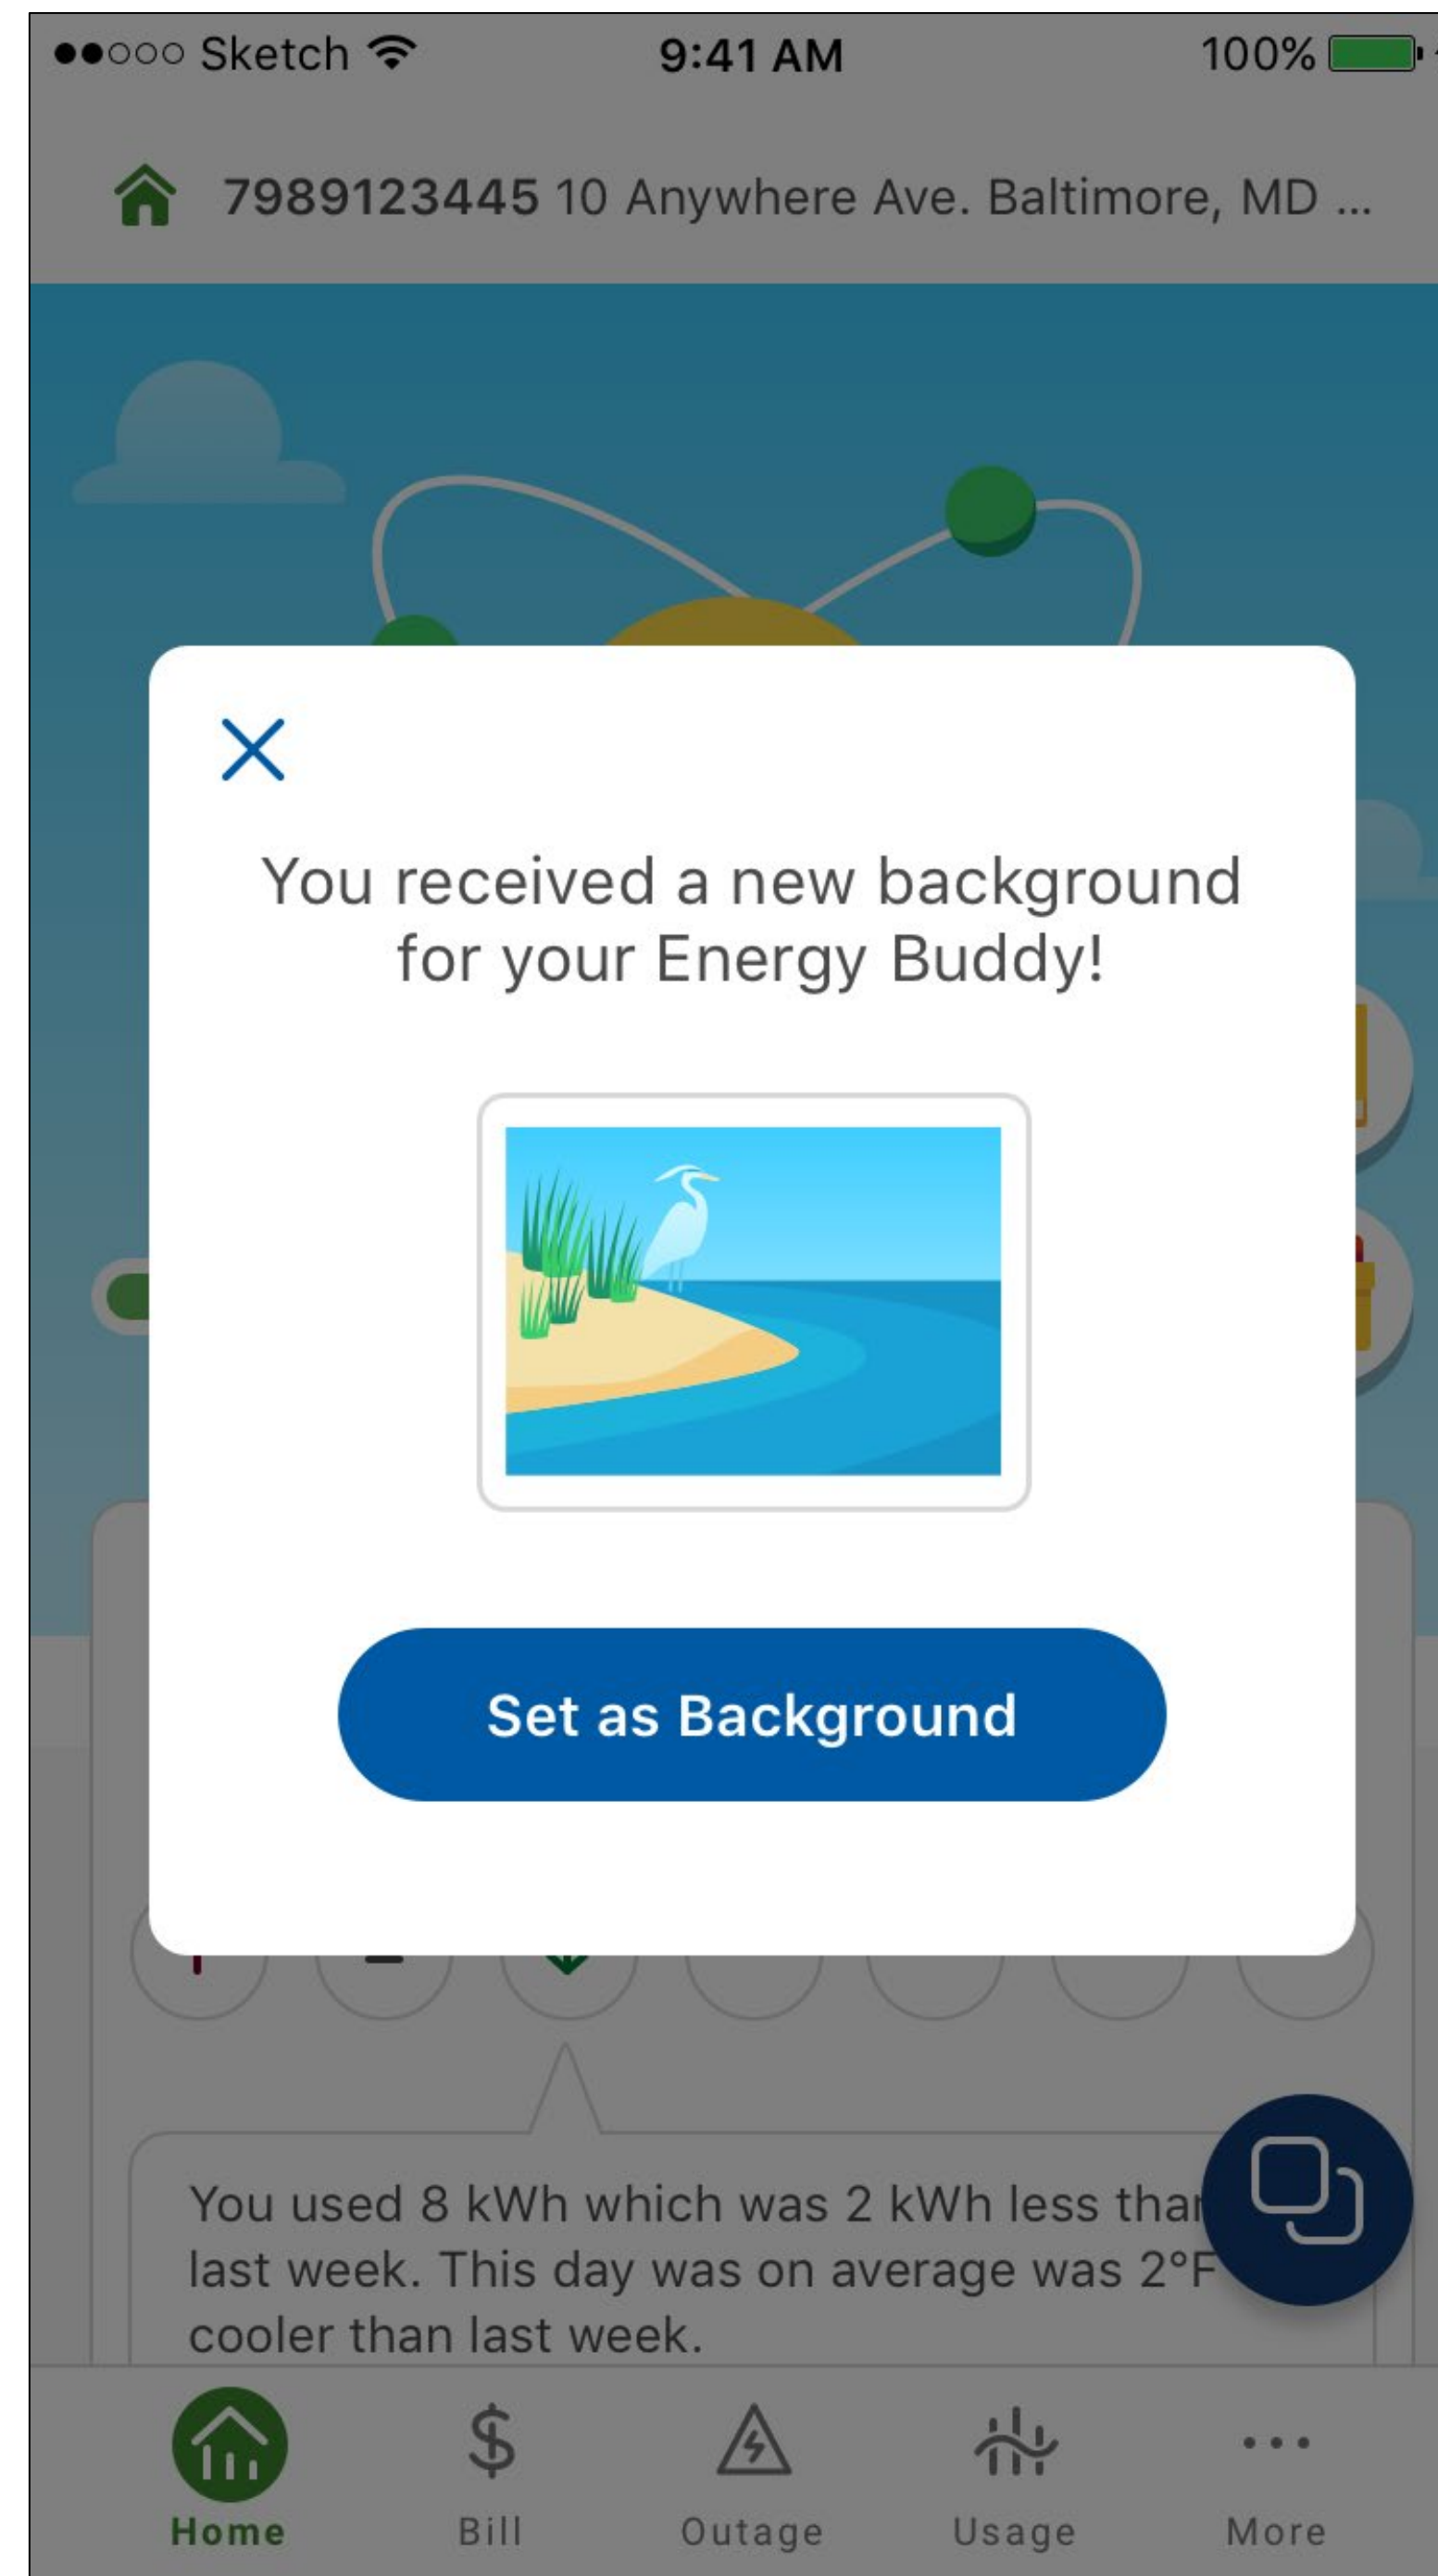 Sketch 9:41 AM 100%
7989123445 10 Anywhere Ave. Baltimore, MD ...
You received a new background
for your Energy Buddy!
Set as Background
You used 8 kWh which was 2 kWh less than
last week. This day was on average was 2°F
cooler than last week.
Home Bill Outage Usage More